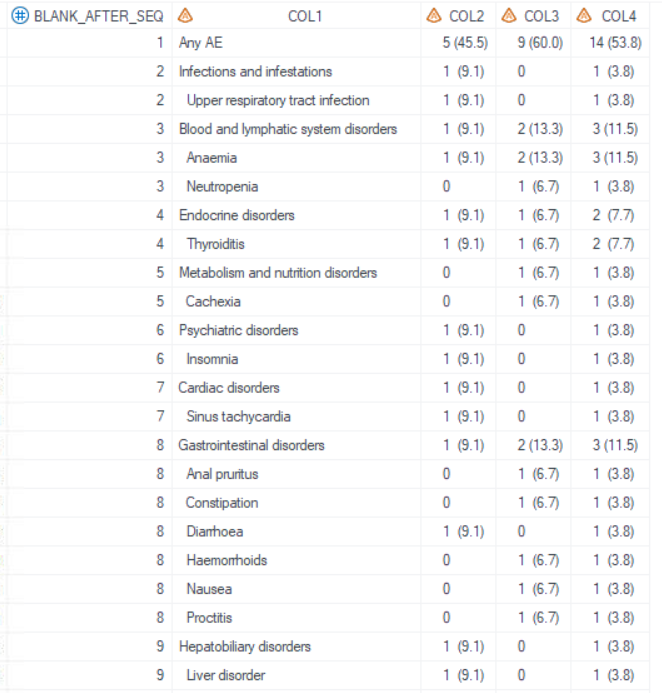 BLANK_AFTER_SEQ COL1 COL2 COL3 COL4
1 Any AE 5 (45.5) 9 (60.0) 14 (53.8)
2 Infections and infestations 1 (9.1) 0 1 (3.8)
2 Upper respiratory tract infection 1 (9.1) 0 1 (3.8)
3 Blood and lymphatic system disorders 1 (9.1) 2 (13.3) 3 (11.5)
3 Anaemia 1 (9.1) 2 (13.3) 3 (11.5)
3 Neutropenia 0 1 (6.7) 1 (3.8)
4 Endocrine disorders 1 (9.1) 1 (6.7) 2 (7.7)
4 Thyroiditis 1 (9.1) 1 (6.7) 2 (7.7)
5 Metabolism and nutrition disorders 0 1 (6.7) 1 (3.8)
5 Cachexia 0 1 (6.7) 1 (3.8)
6 Psychiatric disorders 1 (9.1) 0 1 (3.8)
6 Insomnia 1 (9.1) 0 1 (3.8)
7 Cardiac disorders 1 (9.1) 0 1 (3.8)
7 Sinus tachycardia 1 (9.1) 0 1 (3.8)
8 Gastrointestinal disorders 1 (9.1) 2 (13.3) 3 (11.5)
8 Anal pruritus 0 1 (6.7) 1 (3.8)
8 Constipation 0 1 (6.7) 1 (3.8)
8 Diarrhoea 1 (9.1) 0 1 (3.8)
8 Haemorrhoids 0 1 (6.7) 1 (3.8)
8 Nausea 0 1 (6.7) 1 (3.8)
8 Proctitis 0 1 (6.7) 1 (3.8)
9 Hepatobiliary disorders 1 (9.1) 0 1 (3.8)
9 Liver disorder 1 (9.1) 0 1 (3.8)